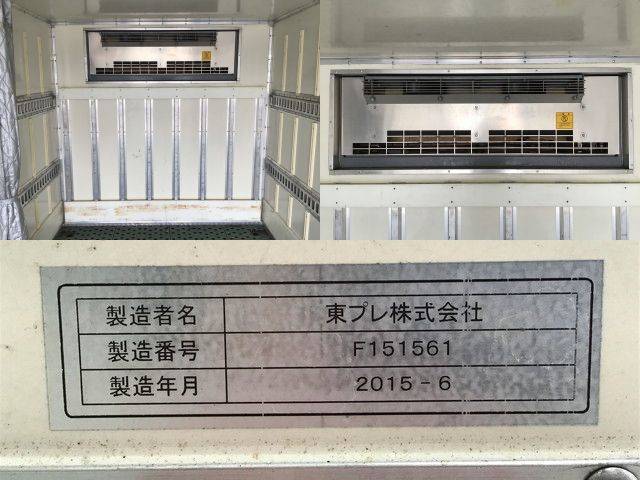 製造者名 東プレ株式会社
製造番号 F151561
製造年月 2015-6